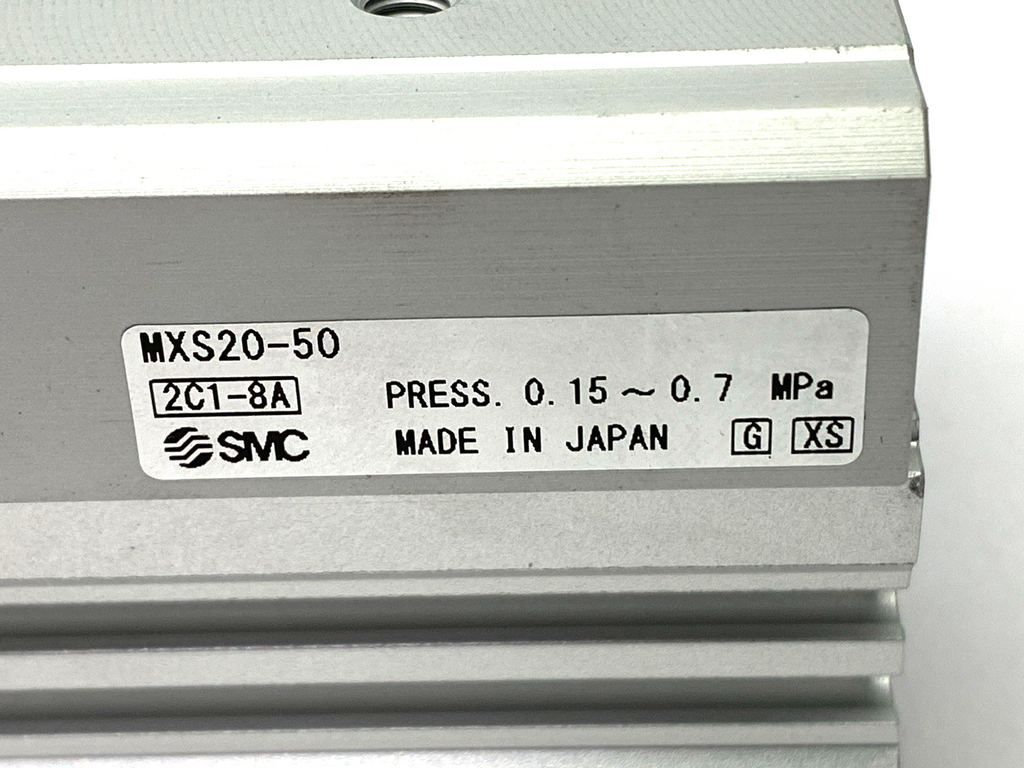 MXS20-50
2C1-8A PRESS. 0.15～0.7 MPa
SMC MADE IN JAPAN G XS